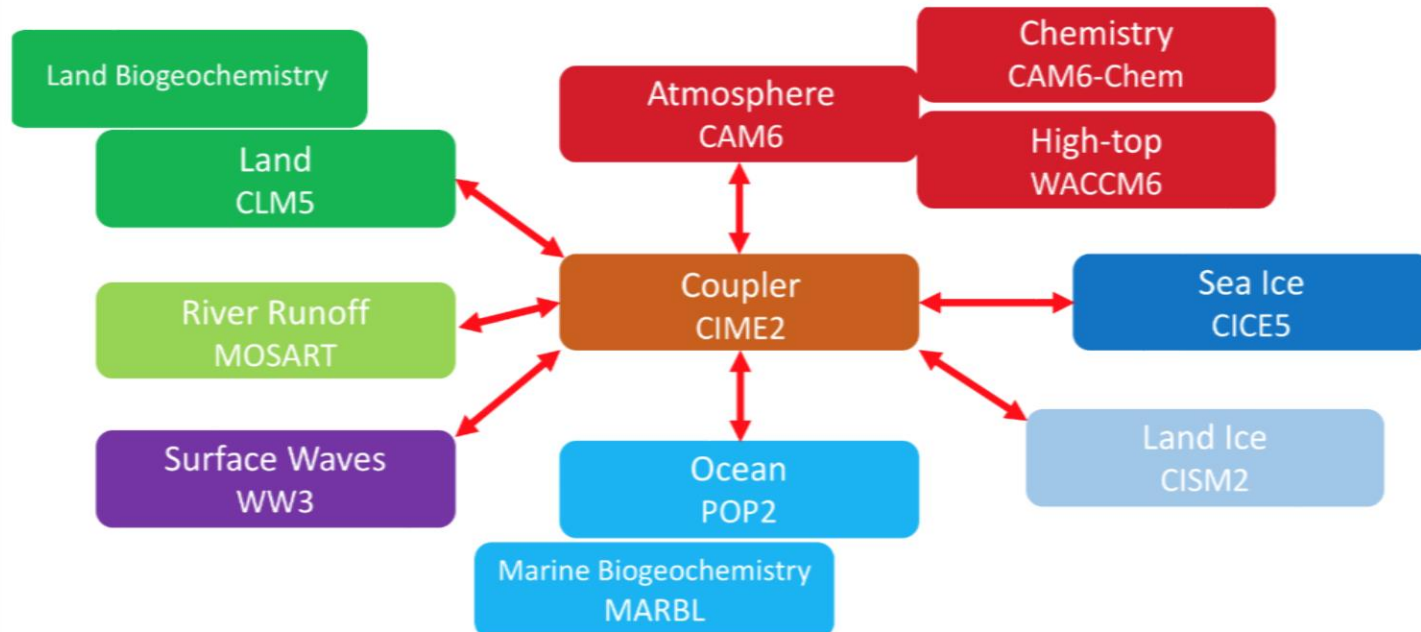 Land Biogeochemistry
Land
CLM5
River Runoff
MOSART
Surface Waves
WW3
Atmosphere
CAM6
Chemistry
CAM6-Chem
High-top
WACCM6
Coupler
CIME2
Sea Ice
CICE5
Land Ice
CISM2
Ocean
POP2
Marine Biogeochemistry
MARBL